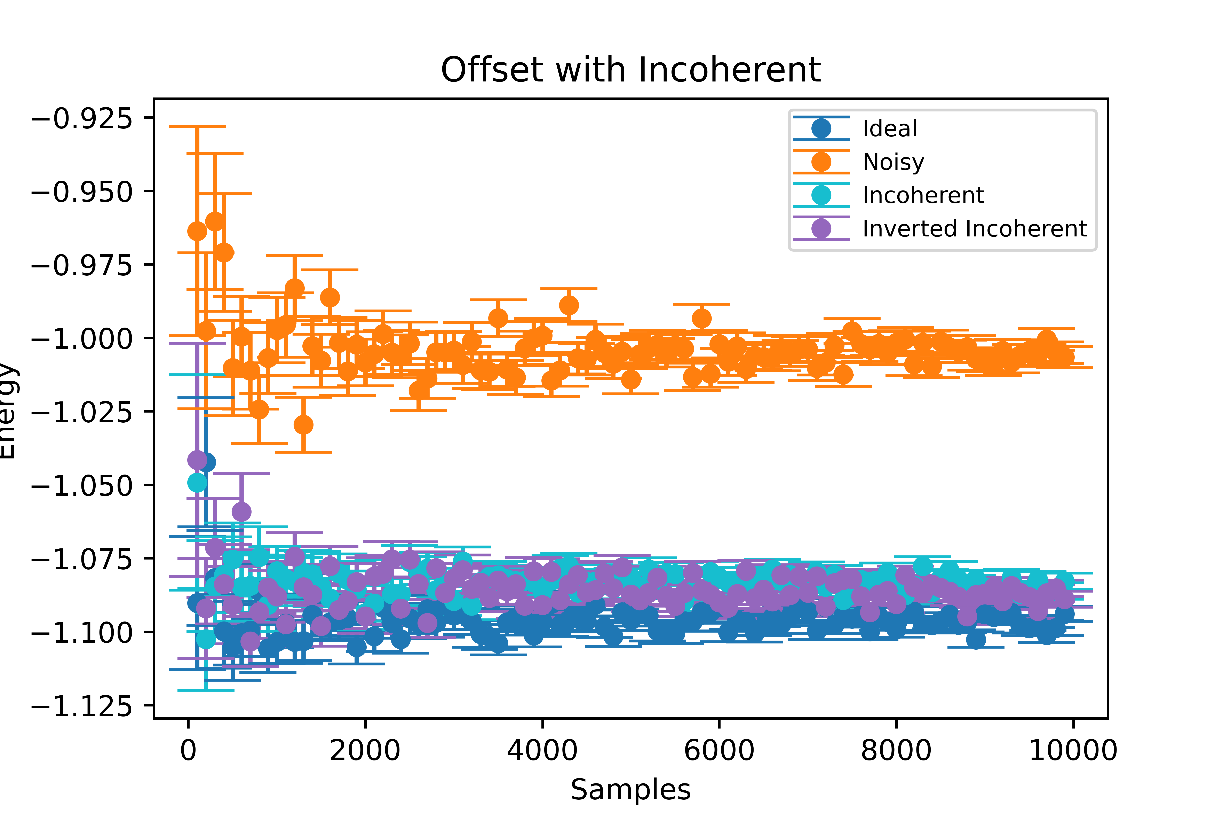 Offset with Incoherent
−0.925
−0.950
−0.975
−1.000
−1.025
−1.050
−1.075
−1.100
−1.125
Energy
Ideal
Noisy
Incoherent
Inverted Incoherent
0 2000 4000 6000 8000 10000
Samples